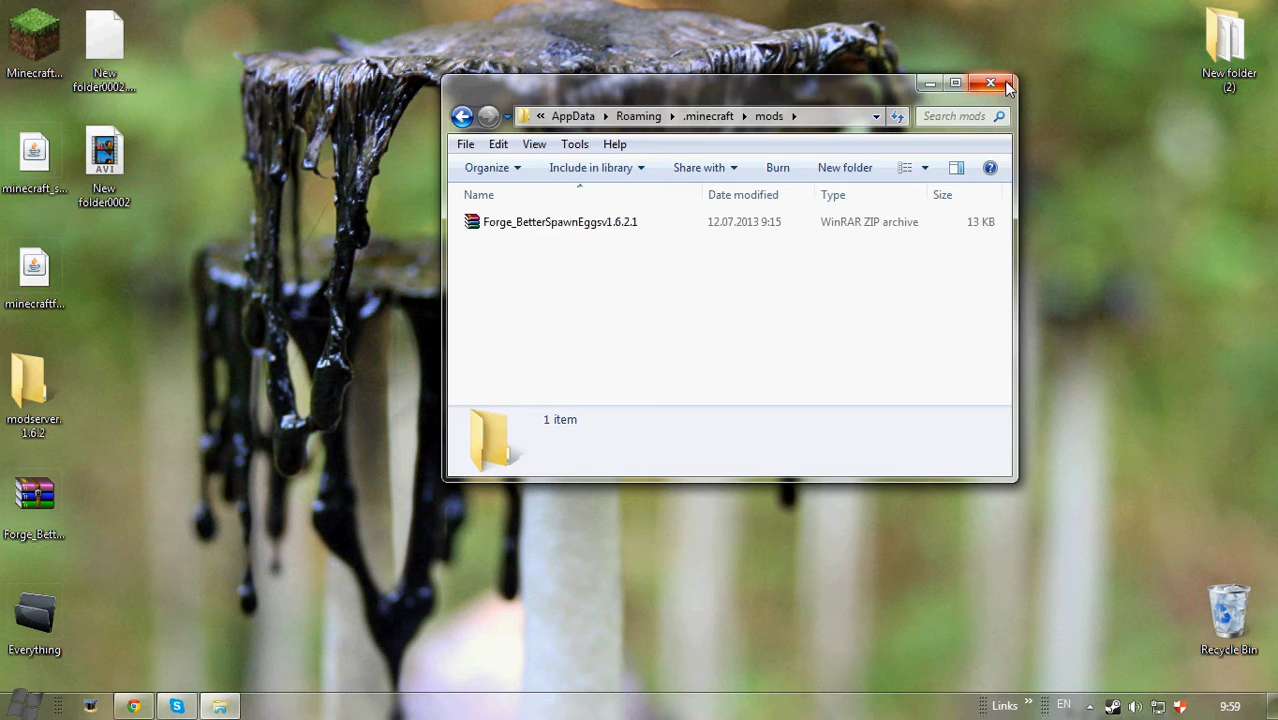 Minecraft...
New
folder0002....
New folder
(2)
minecraft_s...
New
folder0002
AVI
minecraftf...
modserver.
1.6.2
Forge_Bett...
Everything
Recycle Bin
« AppData Roaming .minecraft mods
Search mods
File Edit View Tools Help
Organize Include in library Share with Burn New folder
Name Date modified Type Size
Forge_BetterSpawnEggsv1.6.2.1 12.07.2013 9:15 WinRAR ZIP archive 13 KB
1 item
Links » EN 9:59